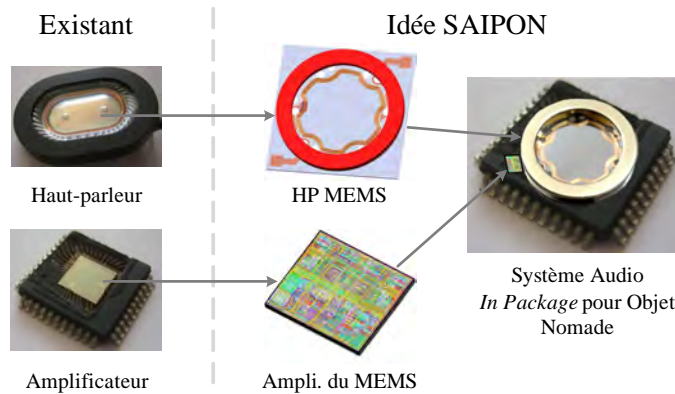 Existant
Idée SAIPON
Haut-parleur
HP MEMS
Système Audio
In Package pour Objet
Nomade
Amplificateur
Ampli. du MEMS